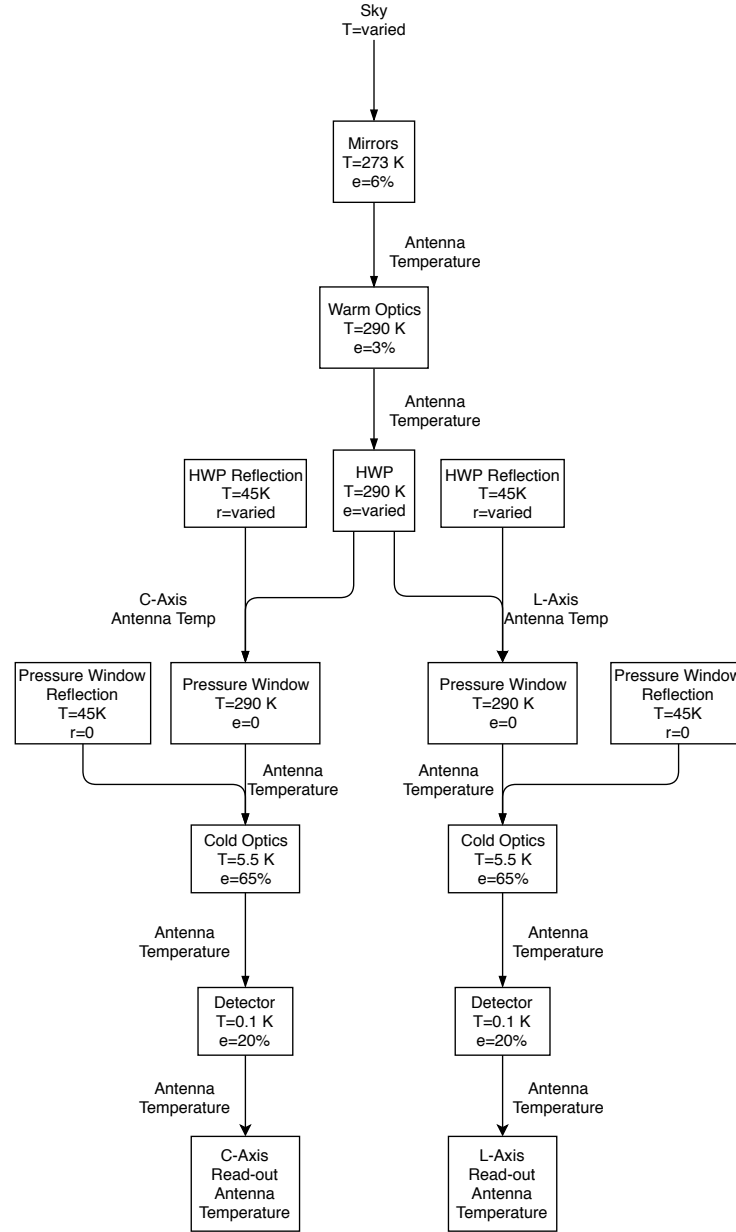 Sky
T=varied
Mirrors
T=273 K
e=6%
Antenna
Temperature
Warm Optics
T=290 K
e=3%
Antenna
Temperature
HWP Reflection
T=45K
r=varied
HWP
T=290 K
e=varied
HWP Reflection
T=45K
r=varied
C-Axis
Antenna Temp
L-Axis
Antenna Temp
Pressure Window
Reflection
T=45K
r=0
Pressure Window
T=290 K
e=0
Pressure Window
T=290 K
e=0
Pressure Window
Reflection
T=45K
r=0
Antenna
Temperature
Antenna
Temperature
Cold Optics
T=5.5 K
e=65%
Cold Optics
T=5.5 K
e=65%
Antenna
Temperature
Antenna
Temperature
Detector
T=0.1 K
e=20%
Detector
T=0.1 K
e=20%
Antenna
Temperature
Antenna
Temperature
C-Axis
Read-out
Antenna
Temperature
L-Axis
Read-out
Antenna
Temperature